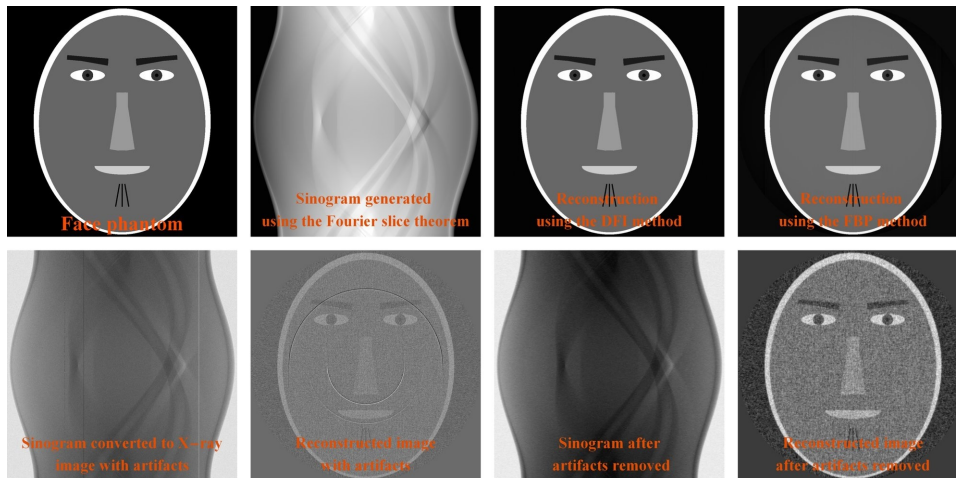 Face phantom
Sinogram generated
using the Fourier slice theorem
Reconstruction
using the DFI method
Reconstruction
using the FBP method
Sinogram converted to X-ray
image with artifacts
Reconstructed image
with artifacts
Sinogram after
artifacts removed
Reconstructed image
after artifacts removed